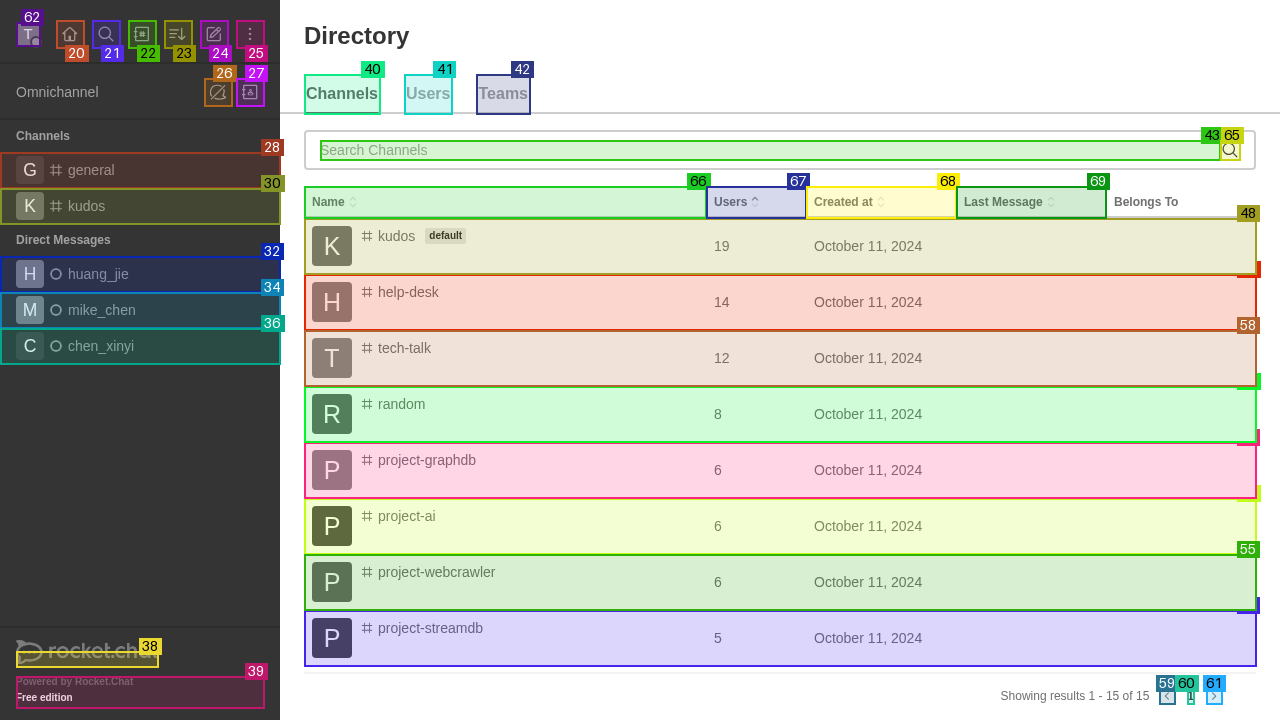 62
T
20
21
22
23
24
25
Directory
Omnichannel
26
27
40
41
42
Channels
Users
Teams
Channels
28
G
general
30
kudos
Direct Messages
32
H
huang_jie
34
M
mike_chen
36
C
chen_xinyi
38
rocket.cha
39
Powered by Rocket.Chat
Free edition
Search Channels
43
65
66
67
68
69
Name
Users
Created at
Last Message
Belongs To
48
K
kudos
default
19
October 11, 2024
H
help-desk
14
October 11, 2024
58
T
tech-talk
12
October 11, 2024
R
random
8
October 11, 2024
P
project-graphdb
6
October 11, 2024
P
project-ai
6
October 11, 2024
55
P
project-webcrawler
6
October 11, 2024
P
project-streamdb
5
October 11, 2024
59
60
61
Showing results 1 - 15 of 15
1